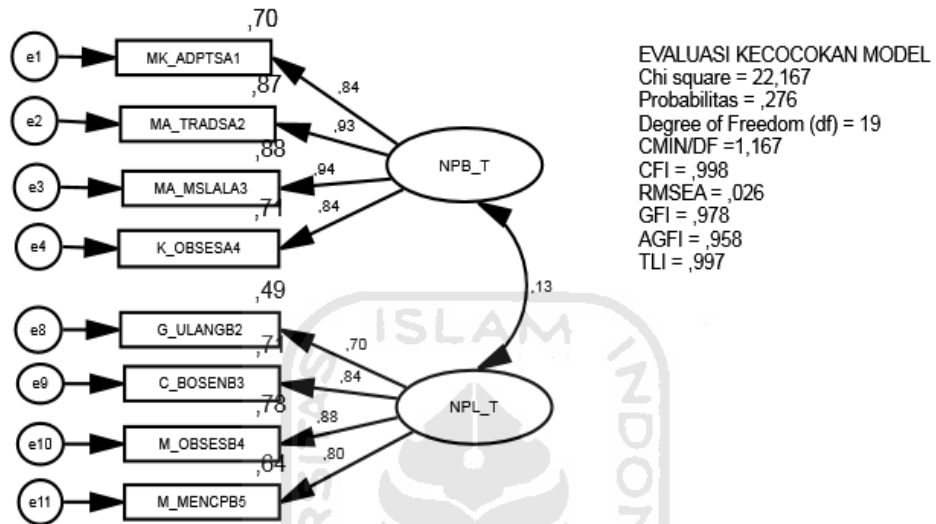 ,70
e1
MK_ADPTSA1
,84
,87
e2
MA_TRADSA2
,93
,88
e3
MA_MSLALA3
,94
,71
e4
K_OBSESA4
,84
NPB_T
,13
,49
e8
G_ULANGB2
,70
,71
e9
C_BOSENB3
,84
,78
e10
M_OBSESB4
,88
,64
e11
M_MENCPB5
,80
NPL_T
EVALUASI KECOCOKAN MODEL
Chi square = 22,167
Probabilitas = ,276
Degree of Freedom (df) = 19
CMIN/DF =1,167
CFI = ,998
RMSEA = ,026
GFI = ,978
AGFI = ,958
TLI = ,997
ISLAM